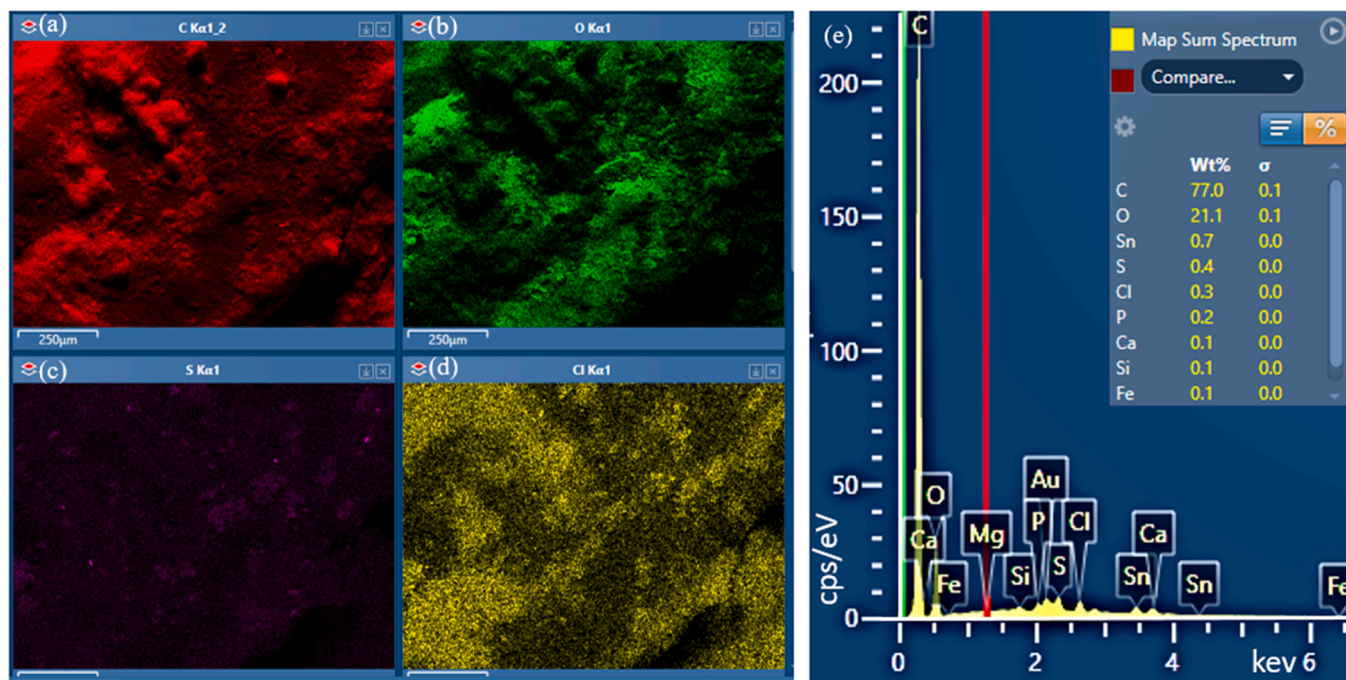 (a)
C Kα1_2
250µm
(b)
O Kα1
250µm
(c)
S Kα1
(d)
Cl Kα1
(e)
Map Sum Spectrum
Compare...
%
Wt% σ
C 77.0 0.1
O 21.1 0.1
Sn 0.7 0.0
S 0.4 0.0
Cl 0.3 0.0
P 0.2 0.0
Ca 0.1 0.0
Si 0.1 0.0
Fe 0.1 0.0
200
150
100
50
0
cps/eV
C
O
Ca
Fe
Mg
Si
Au
P
S
Cl
Sn
Ca
Sn
Fe
0 2 4 kev 6